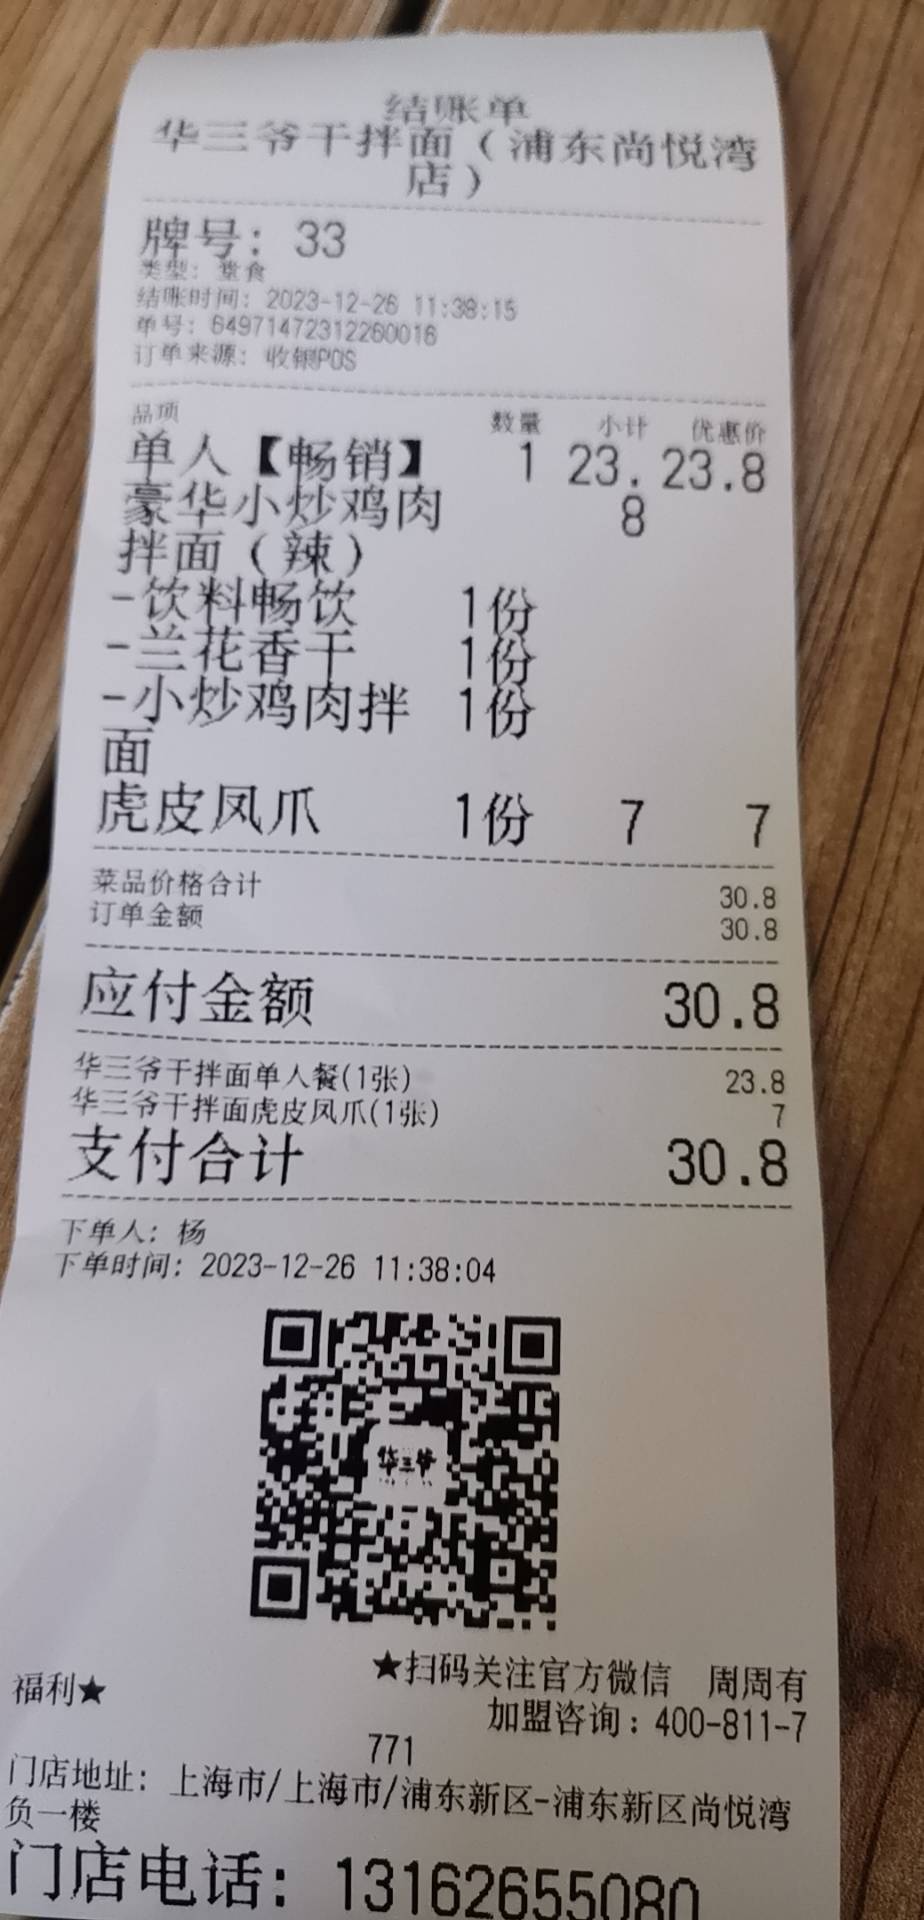 结账单
华三爷干拌面（浦东尚悦湾
店）
牌号：33
类型：堂食
结账时间：2023-12-26 11:38:15
单号：64971472312260016
订单来源：收银POS
品项 数量 小计 优惠价
单人【畅销】 1 23. 23.8
豪华小炒鸡肉 8
拌面（辣）
-饮料畅饮 1份
-兰花香干 1份
-小炒鸡肉拌 1份
面
虎皮凤爪 1份 7 7
菜品价格合计 30.8
订单金额 30.8
应付金额 30.8
华三爷干拌面单人餐(1张) 23.8
华三爷干拌面虎皮凤爪(1张) 7
支付合计 30.8
下单人：杨
下单时间：2023-12-26 11:38:04
华三爷
★扫码关注官方微信 周周有
福利★
加盟咨询：400-811-7
771
门店地址：上海市/上海市/浦东新区-浦东新区尚悦湾
负一楼
门店电话：13162655080